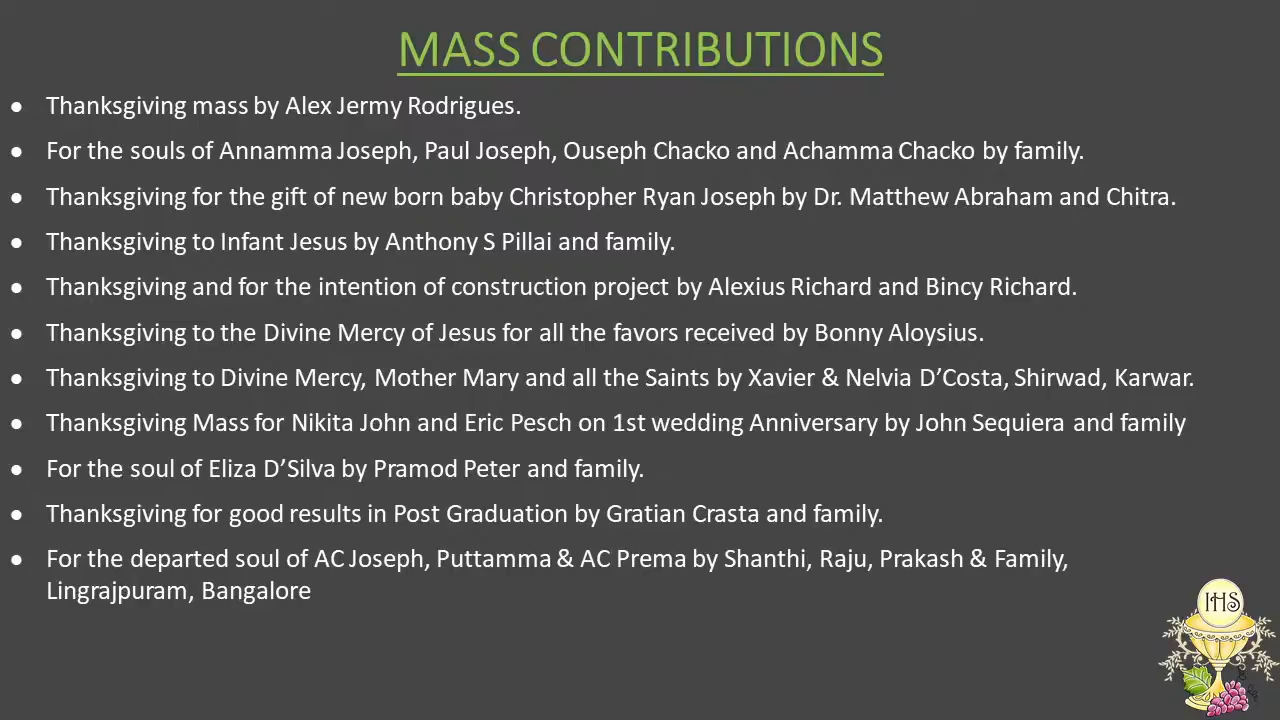 MASS CONTRIBUTIONS
● Thanksgiving mass by Alex Jermy Rodrigues.
● For the souls of Annamma Joseph, Paul Joseph, Ouseph Chacko and Achamma Chacko by family.
● Thanksgiving for the gift of new born baby Christopher Ryan Joseph by Dr. Matthew Abraham and Chitra.
● Thanksgiving to Infant Jesus by Anthony S Pillai and family.
● Thanksgiving and for the intention of construction project by Alexius Richard and Bincy Richard.
● Thanksgiving to the Divine Mercy of Jesus for all the favors received by Bonny Aloysius.
● Thanksgiving to Divine Mercy, Mother Mary and all the Saints by Xavier & Nelvia D’Costa, Shirwad, Karwar.
● Thanksgiving Mass for Nikita John and Eric Pesch on 1st wedding Anniversary by John Sequiera and family
● For the soul of Eliza D’Silva by Pramod Peter and family.
● Thanksgiving for good results in Post Graduation by Gratian Crasta and family.
● For the departed soul of AC Joseph, Puttamma & AC Prema by Shanthi, Raju, Prakash & Family,
Lingrajpuram, Bangalore
IHS